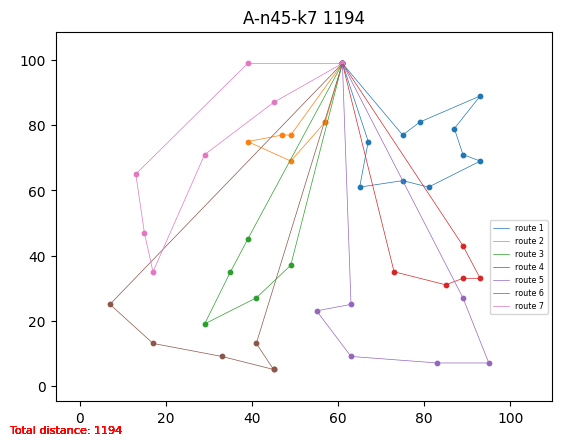 A-n45-k7 1194
100
80
60
40
20
0
0 20 40 60 80 100
route 1
route 2
route 3
route 4
route 5
route 6
route 7
Total distance: 1194